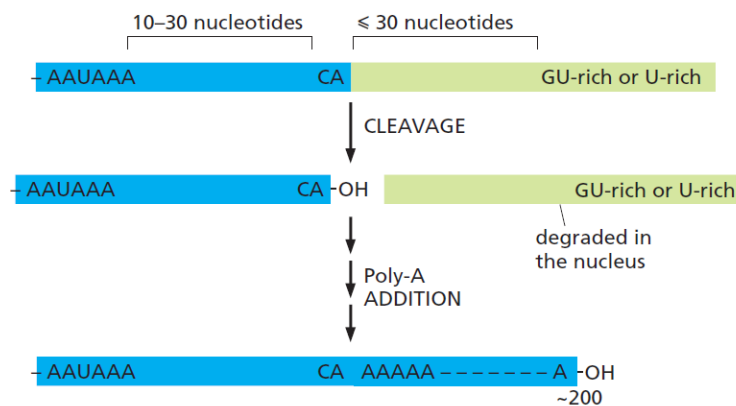 10–30 nucleotides ≤ 30 nucleotides
– AAUAAA CA GU-rich or U-rich
CLEAVAGE
– AAUAAA CA -OH GU-rich or U-rich
degraded in
the nucleus
Poly-A
ADDITION
– AAUAAA CA AAAAA – – – – – – – A -OH
~200